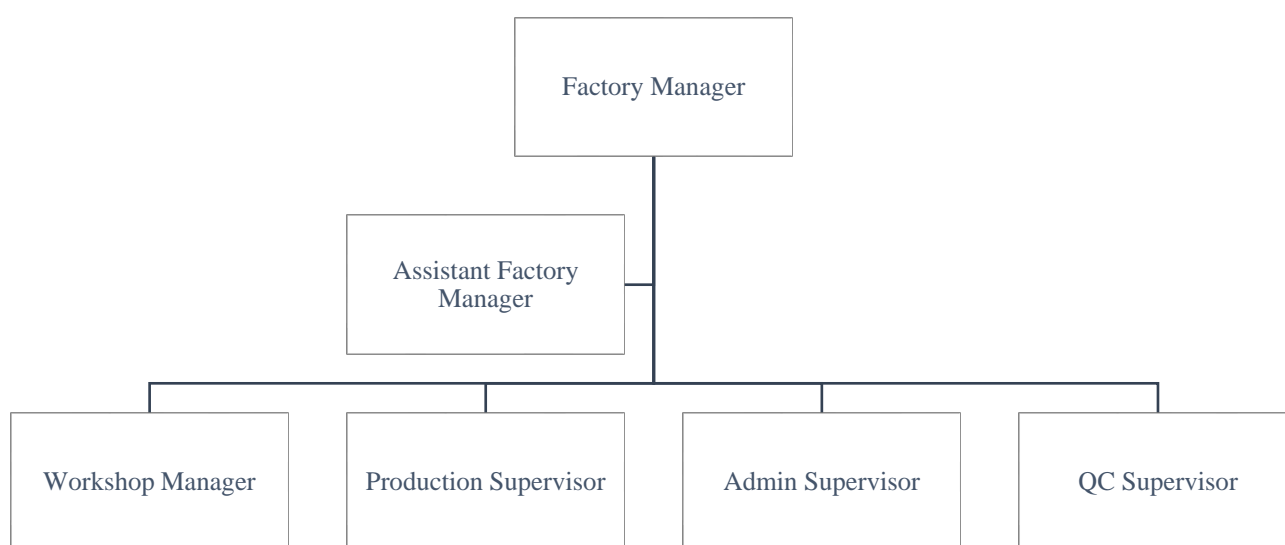 Factory Manager
Assistant Factory
Manager
Workshop Manager
Production Supervisor
Admin Supervisor
QC Supervisor